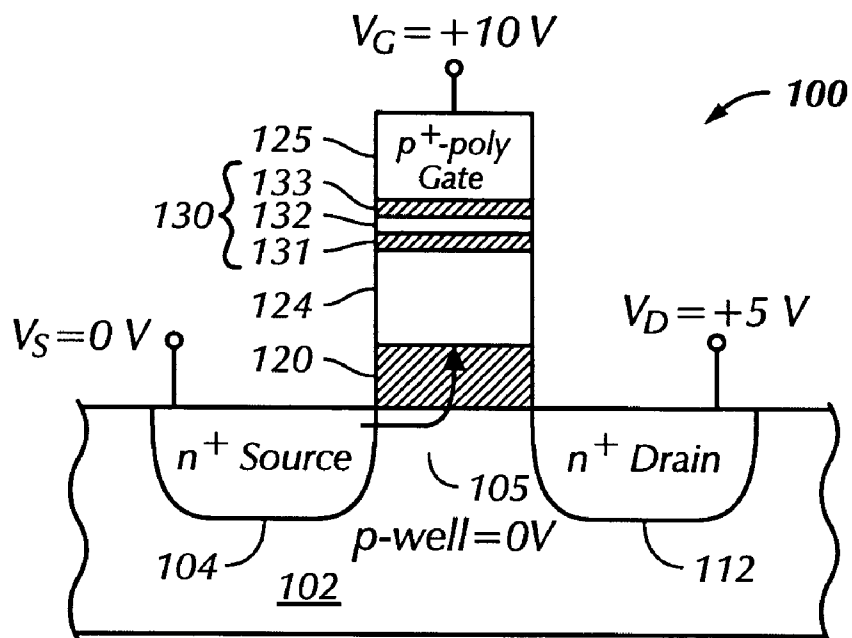 V_G=+10 V
100
125
p⁺-poly
Gate
130
133
132
131
124
V_S=0 V
V_D=+5 V
120
n⁺ Source
n⁺ Drain
105
p-well=0V
104
112
102